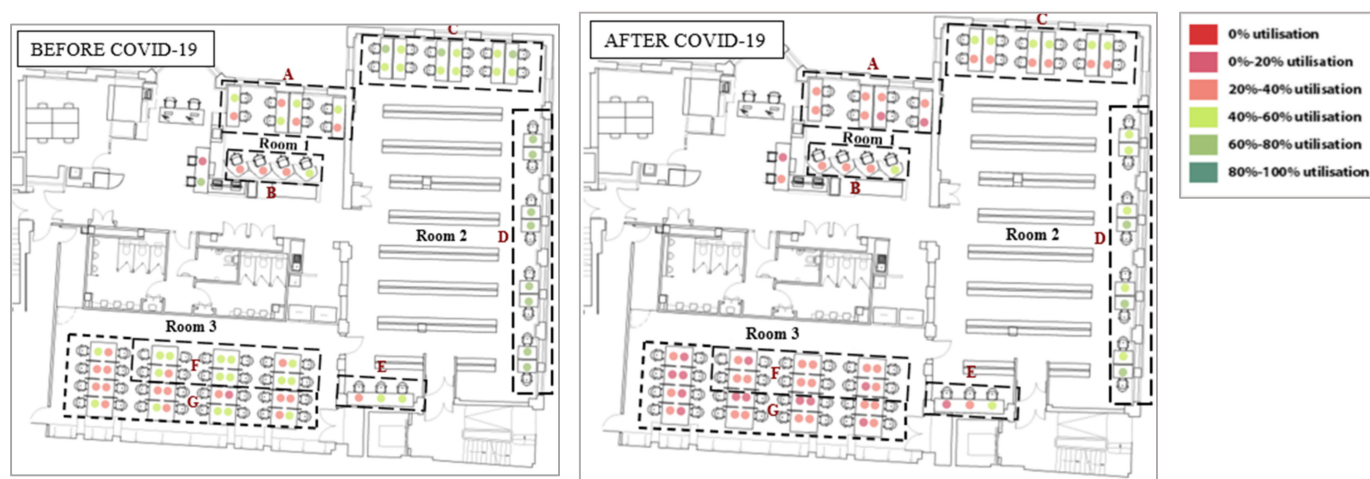 BEFORE COVID-19
C
A
Room 1
B
Room 2
D
Room 3
E
F
G
AFTER COVID-19
C
A
Room 1
B
Room 2
D
Room 3
E
F
G
0% utilisation
0%-20% utilisation
20%-40% utilisation
40%-60% utilisation
60%-80% utilisation
80%-100% utilisation